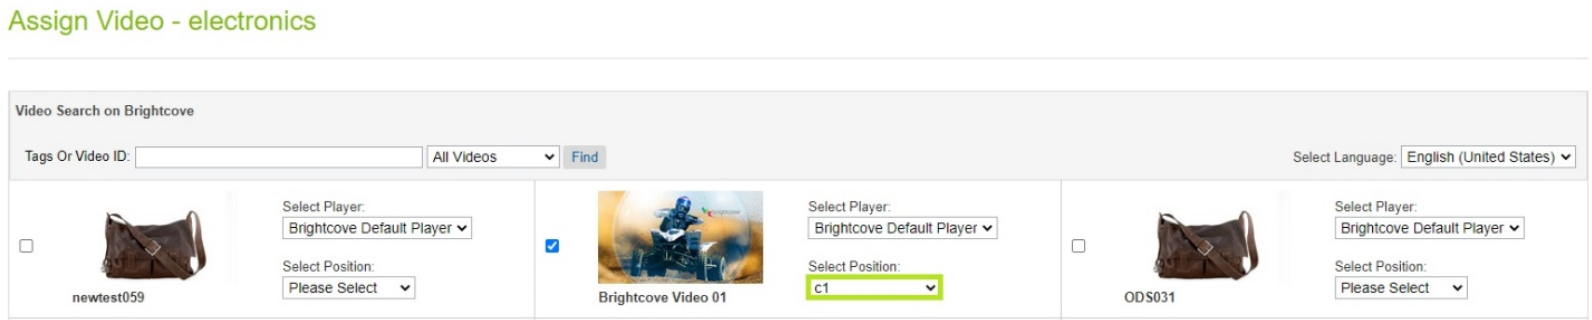 Assign Video - electronics
Video Search on Brightcove
Tags Or Video ID: All Videos Find Select Language: English (United States)
Select Player:
Brightcove Default Player
Select Position:
Please Select
newtest059
Select Player:
Brightcove Default Player
Select Position:
c1
Brightcove Video 01
Select Player:
Brightcove Default Player
Select Position:
Please Select
ODS031